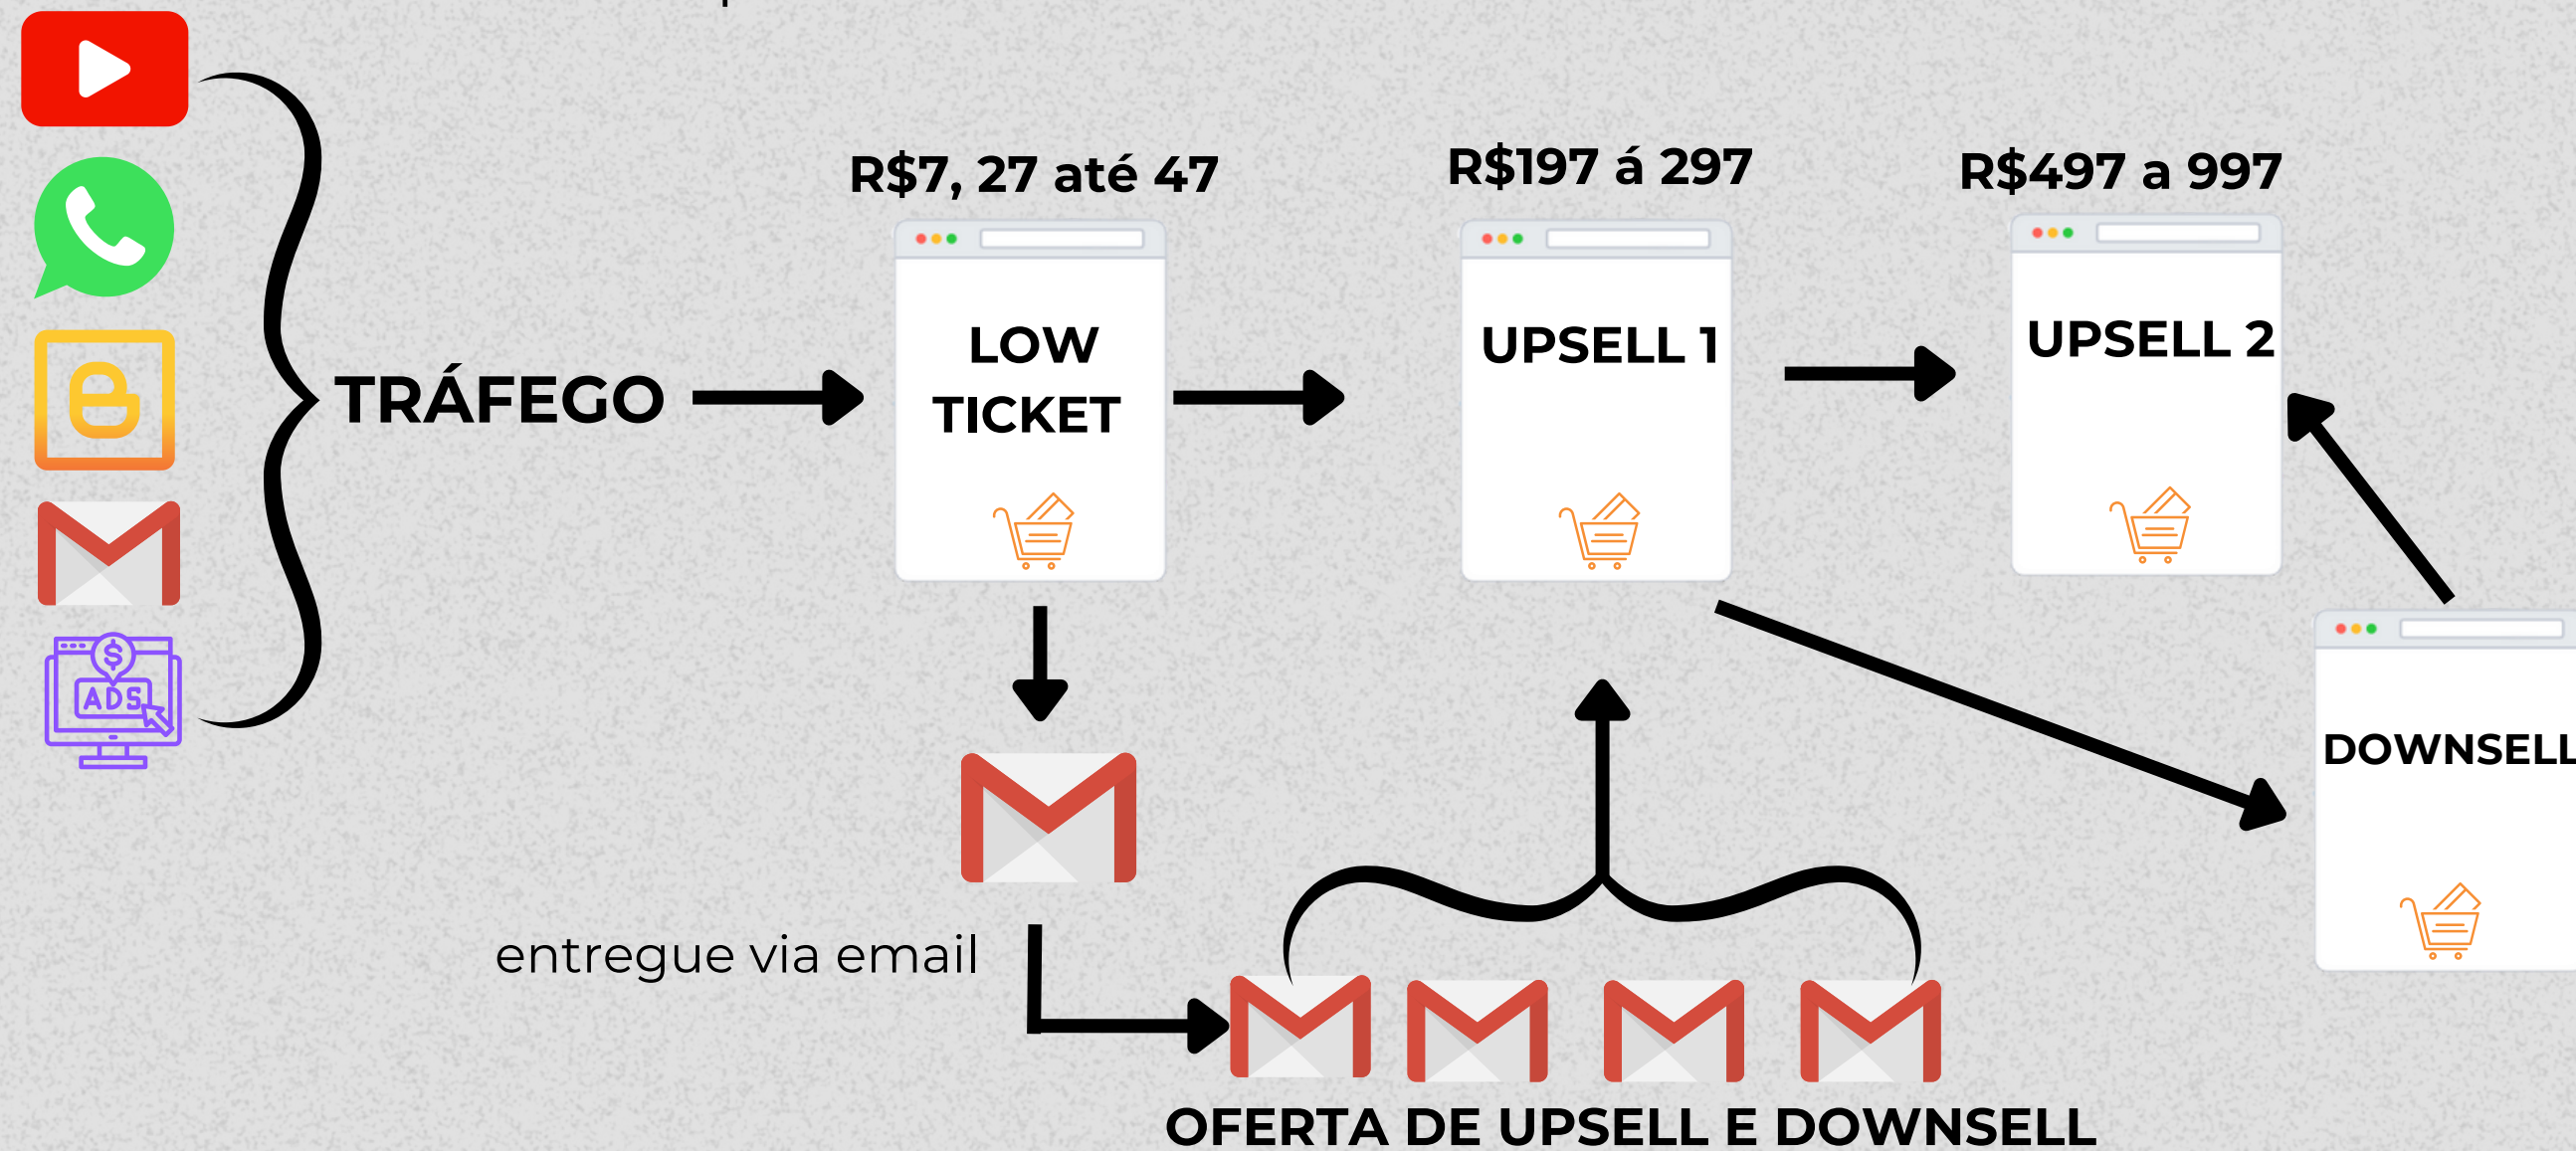 R$7, 27 até 47
R$197 á 297
R$497 a 997
LOW
TICKET
UPSELL 1
UPSELL 2
TRÁFEGO
ADS
DOWNSELL
entregue via email
OFERTA DE UPSELL E DOWNSELL